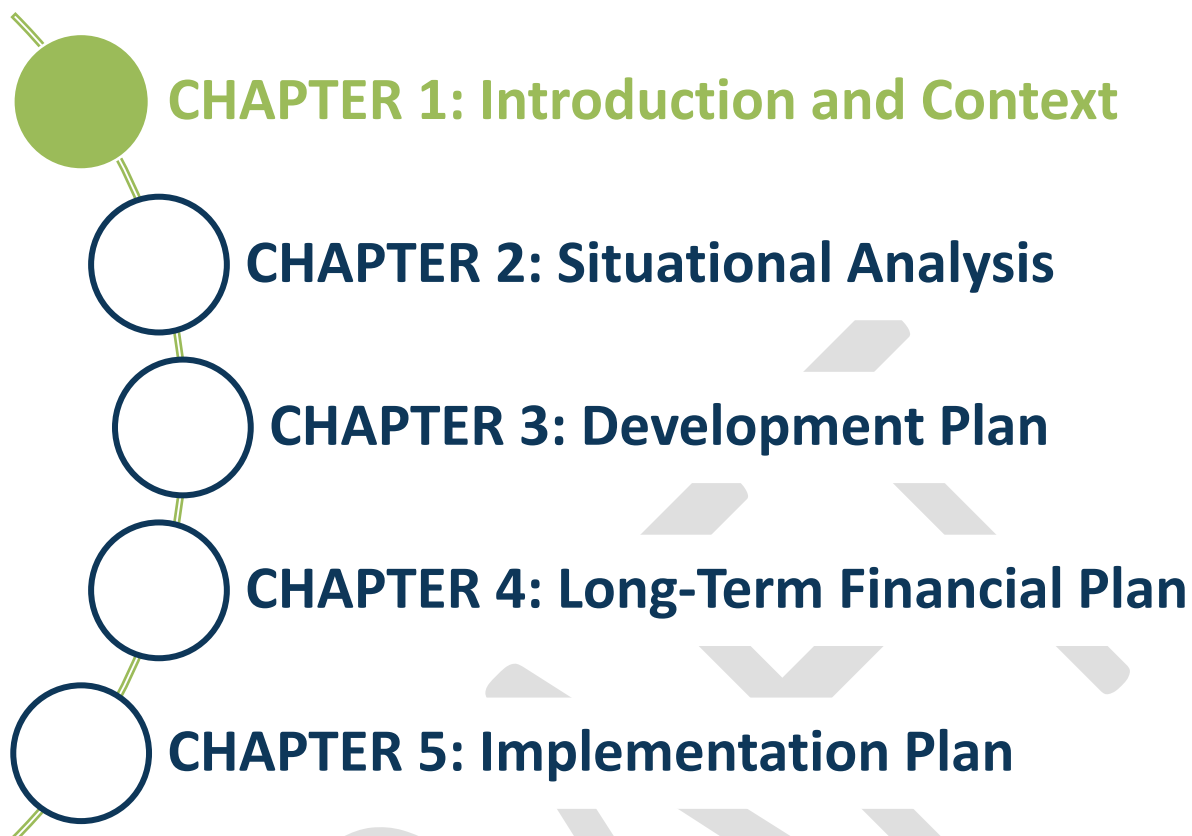 CHAPTER 1: Introduction and Context
CHAPTER 2: Situational Analysis
CHAPTER 3: Development Plan
CHAPTER 4: Long-Term Financial Plan
CHAPTER 5: Implementation Plan